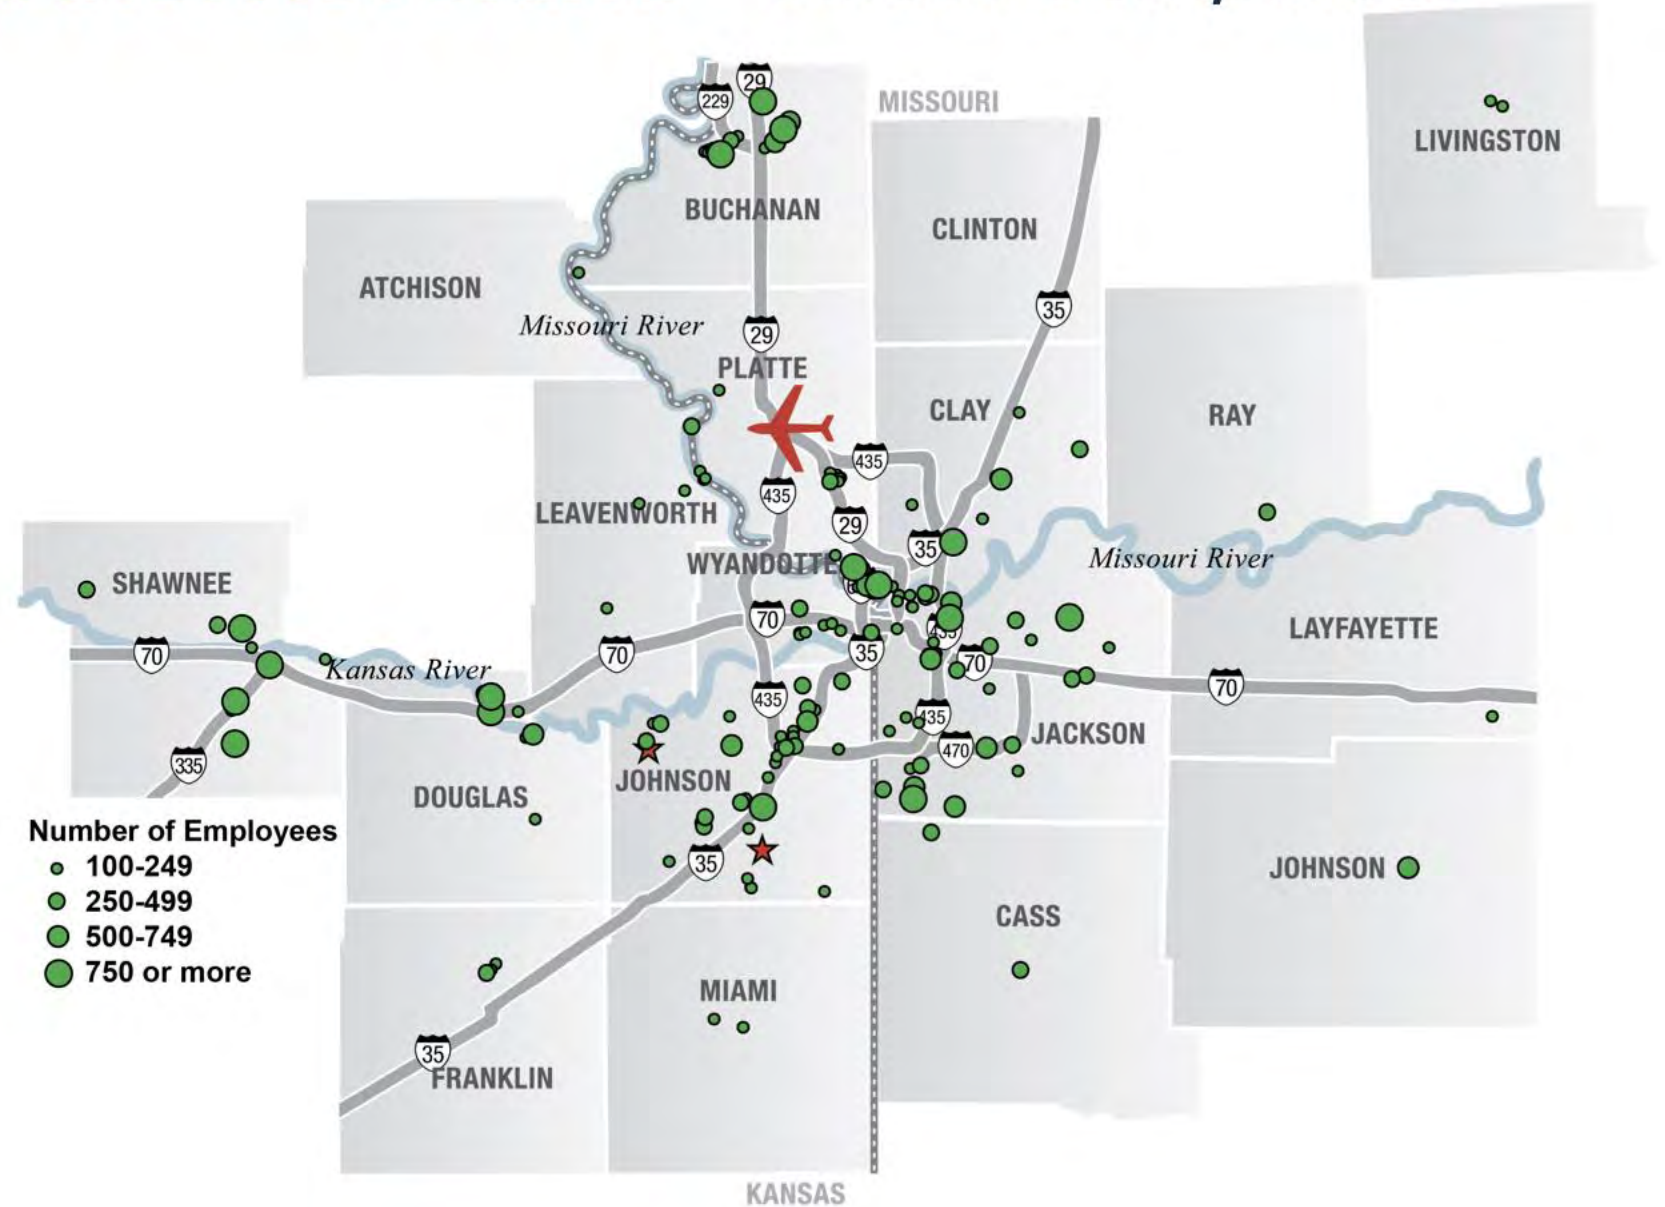 229
29
MISSOURI
LIVINGSTON
BUCHANAN
CLINTON
ATCHISON
35
Missouri River
29
PLATTE
CLAY
RAY
435
435
LEAVENWORTH
29
35
Missouri River
WYANDOTTE
SHAWNEE
70
LAYFAYETTE
435
70
Kansas River
70
35
70
70
435
435
JACKSON
470
335
JOHNSON
DOUGLAS
Number of Employees
100-249
250-499
500-749
750 or more
35
JOHNSON
CASS
MIAMI
35
FRANKLIN
KANSAS